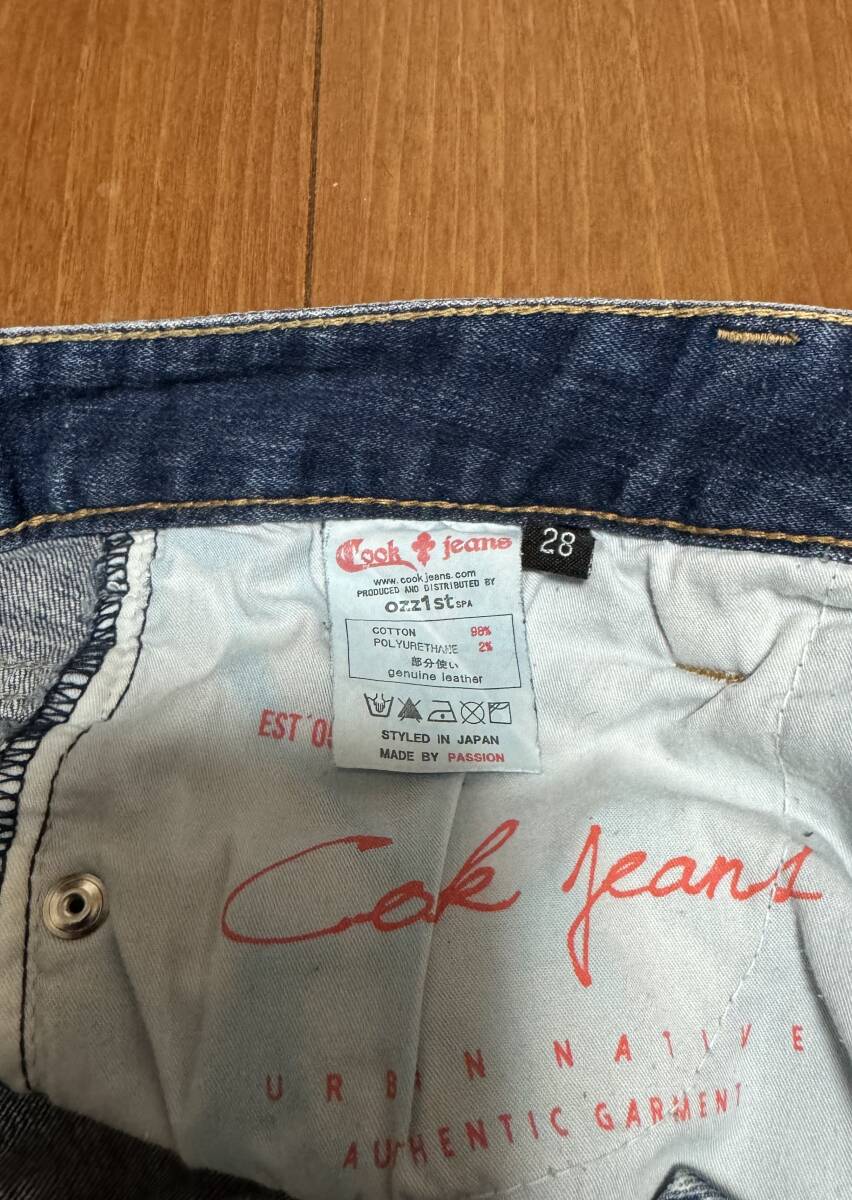 Cook jeans
28
www.cookjeans.com
PRODUCED AND DISTRIBUTED BY
ozz1st SPA
COTTON 98%
POLYURETHANE 2%
部分使い
genuine leather
STYLED IN JAPAN
MADE BY PASSION
EST '05
Cook jeans
URBAN NATIVE
AUTHENTIC GARMENT